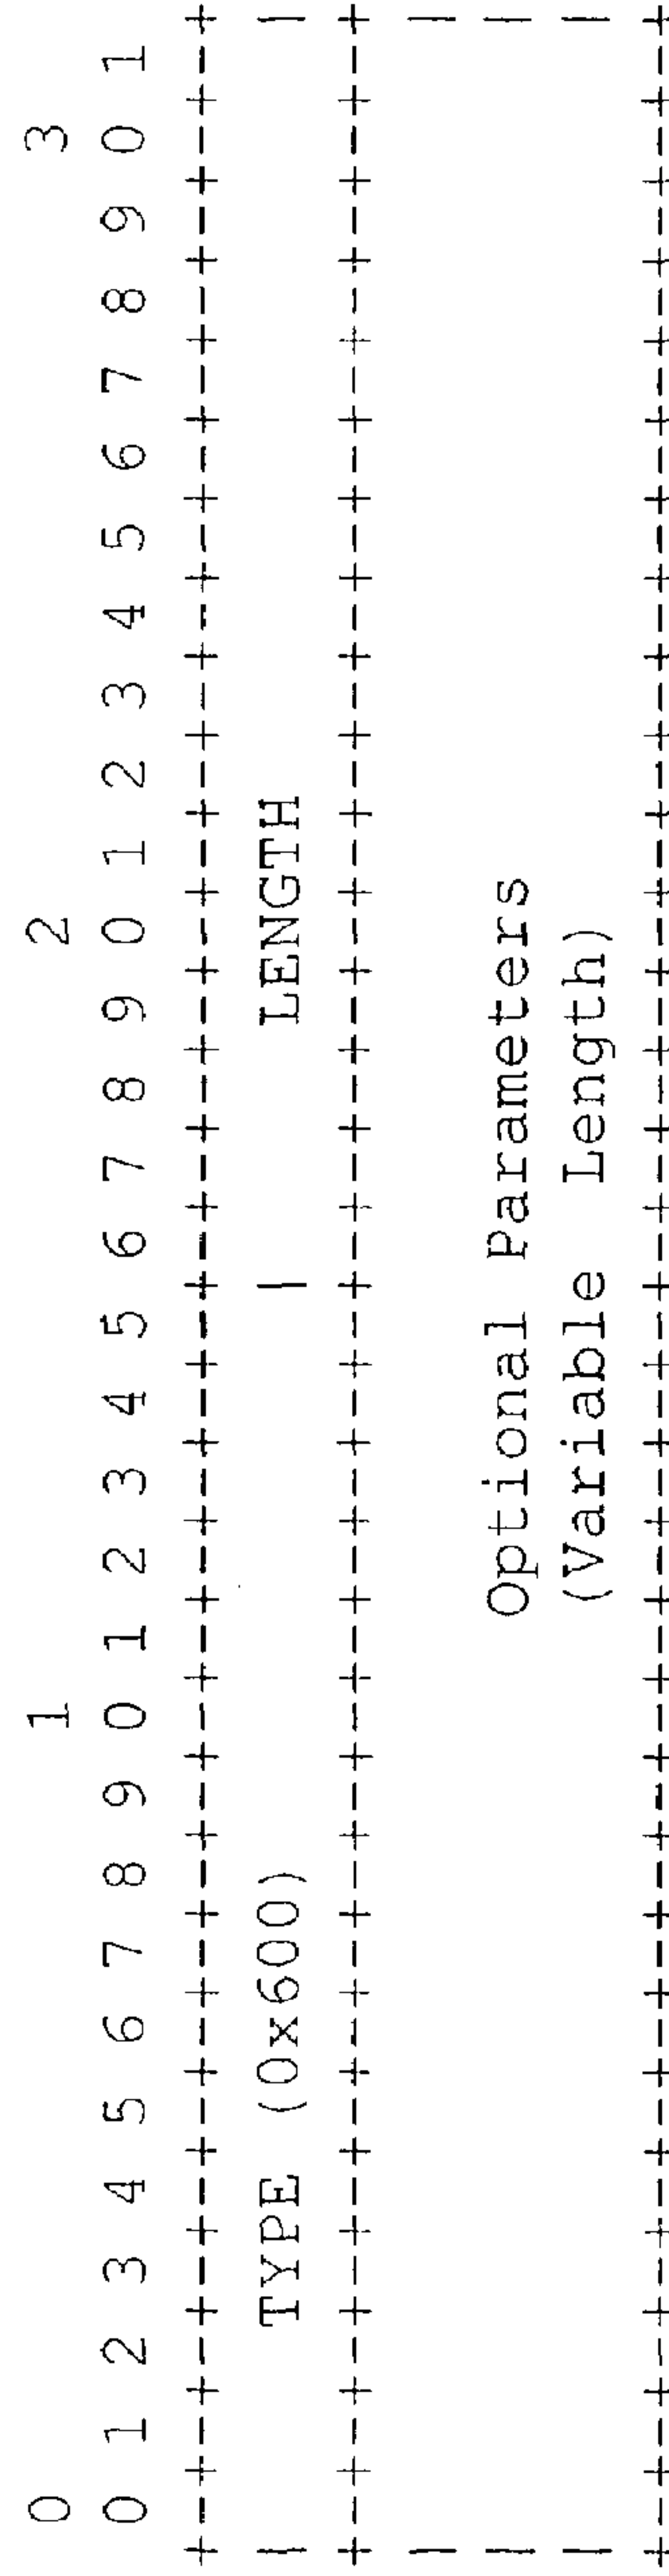 0                   1                   2                   3
0 1 2 3 4 5 6 7 8 9 0 1 2 3 4 5 6 7 8 9 0 1 2 3 4 5 6 7 8 9 0 1
+-+-+-+-+-+-+-+-+-+-+-+-+-+-+-+-+-+-+-+-+-+-+-+-+-+-+-+-+-+-+-+-+
| TYPE (0x600) | LENGTH |
+-+-+-+-+-+-+-+-+-+-+-+-+-+-+-+-+-+-+-+-+-+-+-+-+-+-+-+-+-+-+-+-+
| |
| Optional Parameters |
| (Variable Length) |
+-+-+-+-+-+-+-+-+-+-+-+-+-+-+-+-+-+-+-+-+-+-+-+-+-+-+-+-+-+-+-+-+